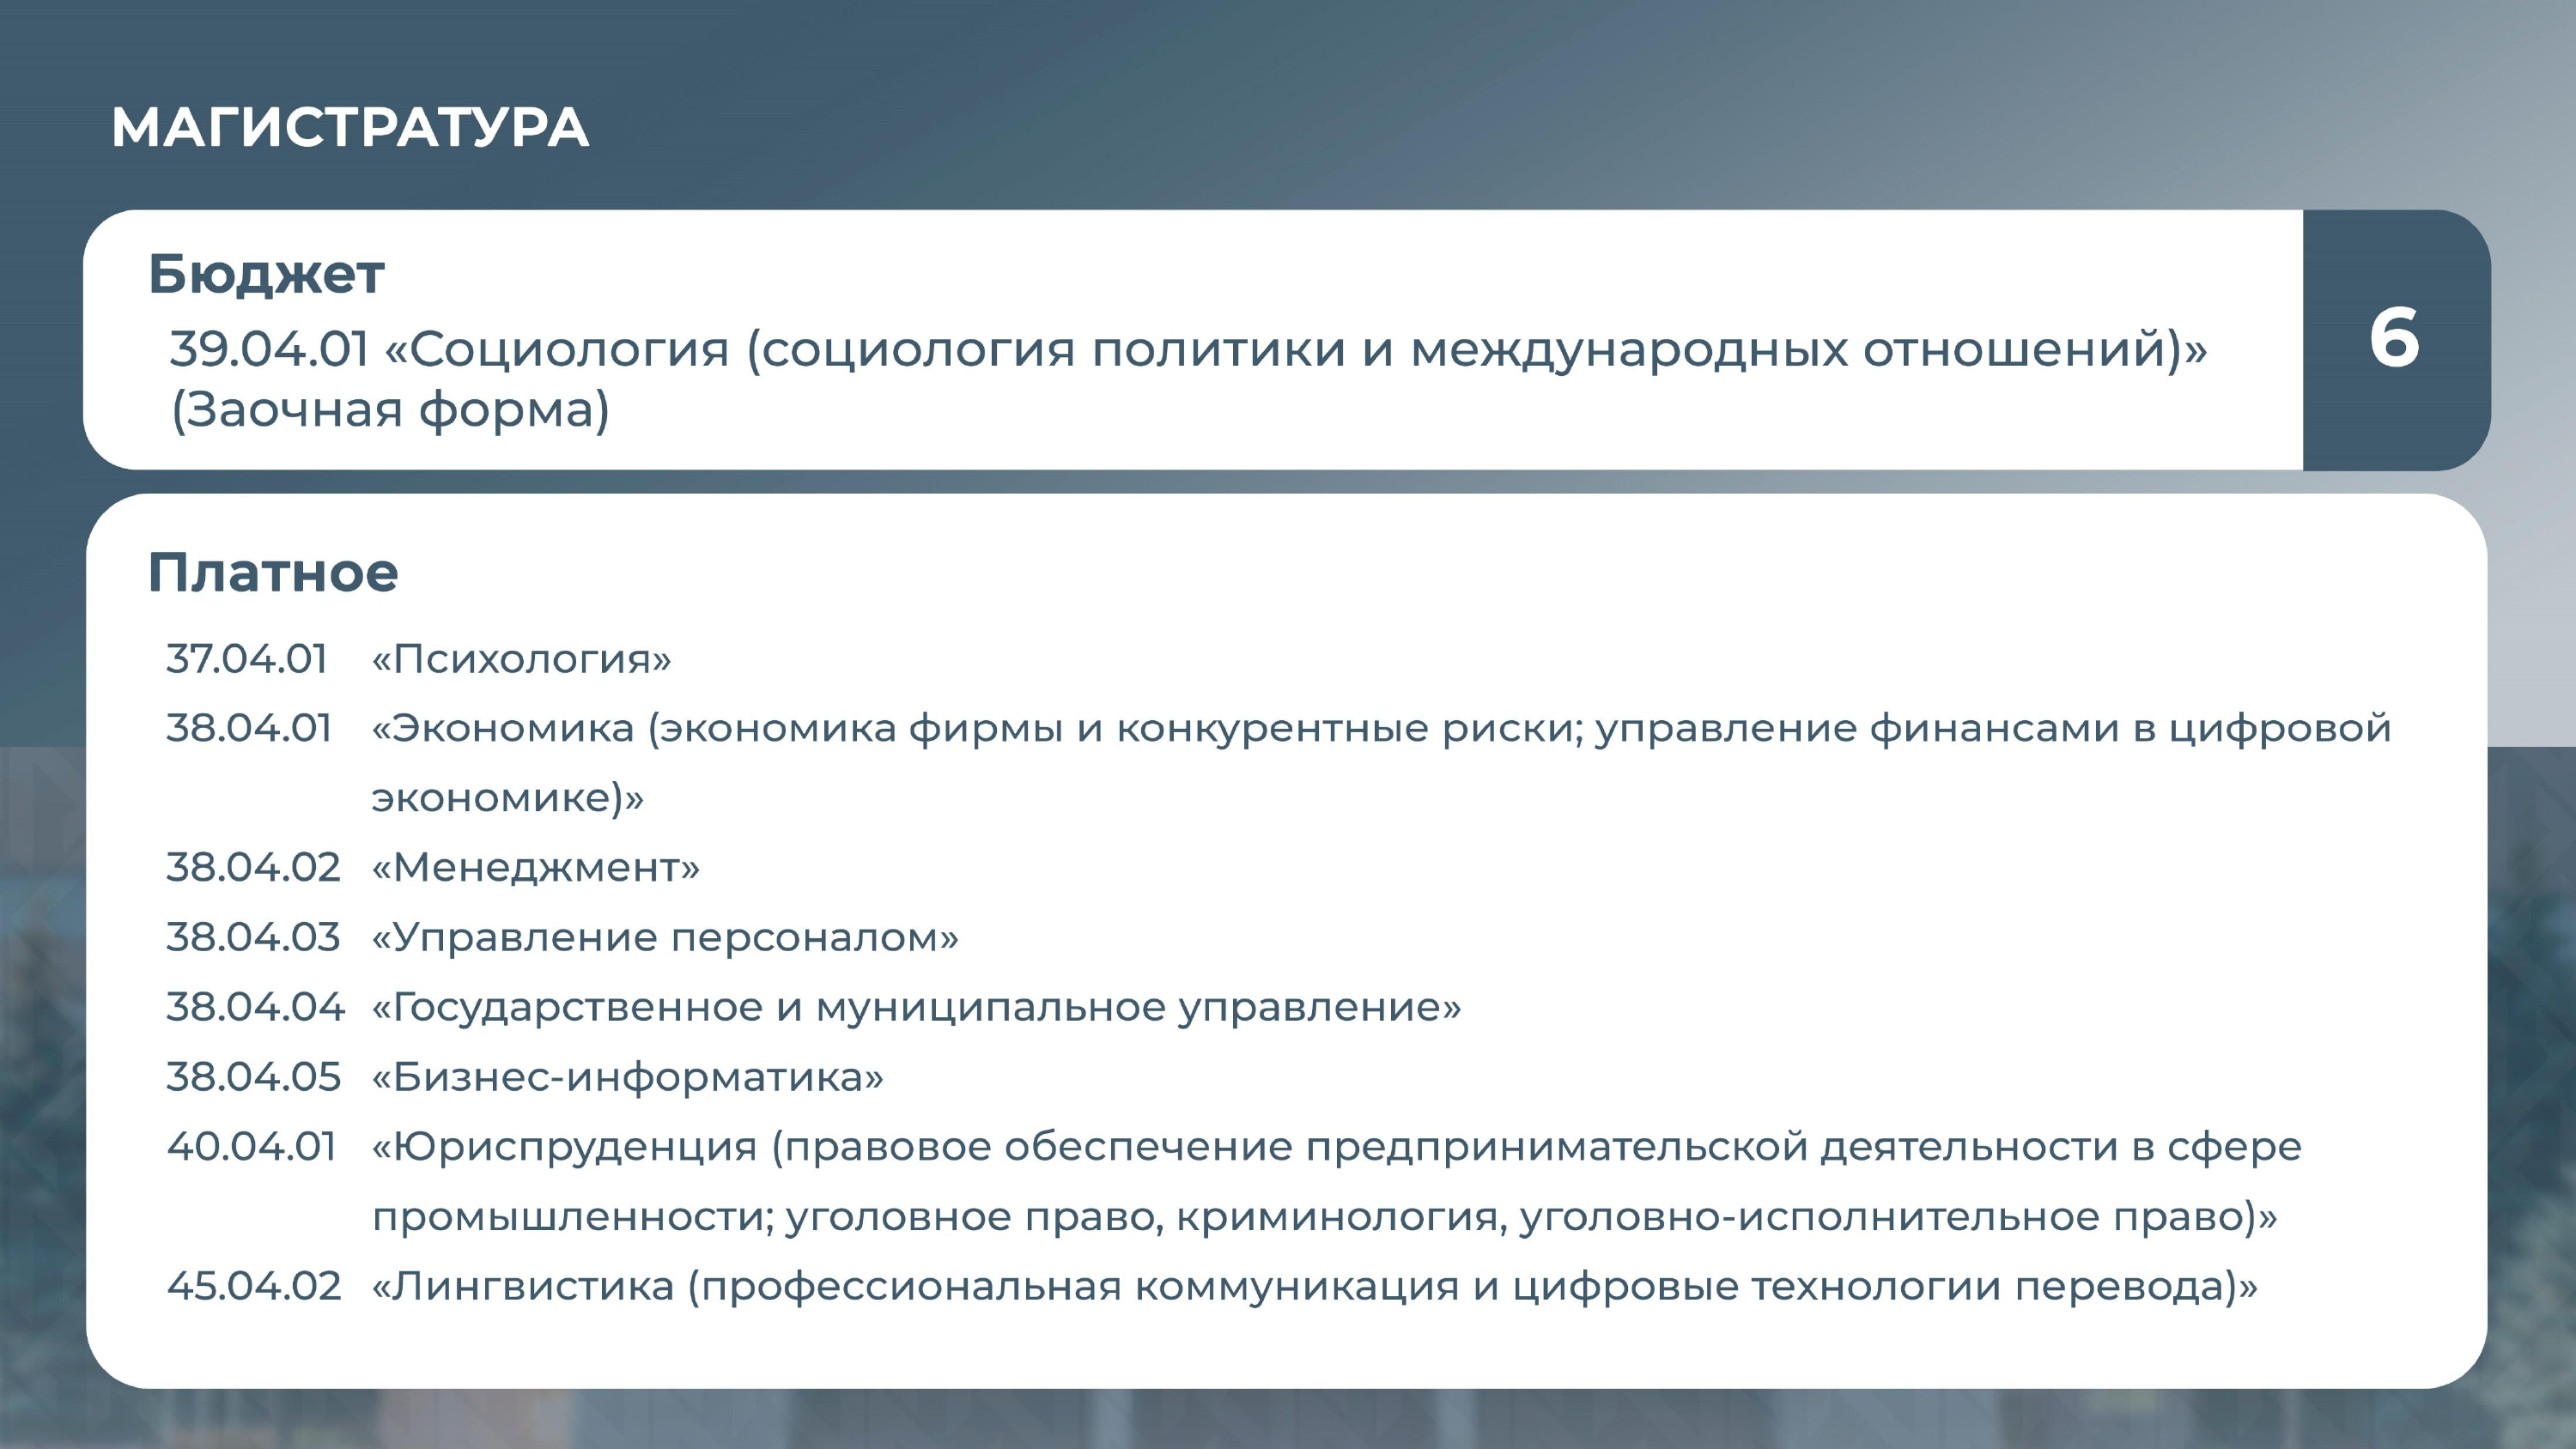 МАГИСТРАТУРА
Бюджет
39.04.01 «Социология (социология политики и международных отношений)»
(Заочная форма)
6
Платное
37.04.01 «Психология»
38.04.01 «Экономика (экономика фирмы и конкурентные риски; управление финансами в цифровой
экономике)»
38.04.02 «Менеджмент»
38.04.03 «Управление персоналом»
38.04.04 «Государственное и муниципальное управление»
38.04.05 «Бизнес-информатика»
40.04.01 «Юриспруденция (правовое обеспечение предпринимательской деятельности в сфере
промышленности; уголовное право, криминология, уголовно-исполнительное право)»
45.04.02 «Лингвистика (профессиональная коммуникация и цифровые технологии перевода)»